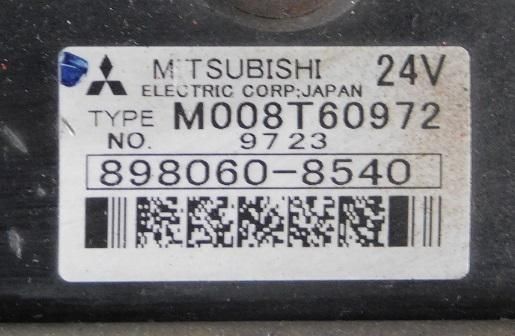 MITSUBISHI 24V
ELECTRIC CORP; JAPAN
TYPE M008T60972
NO. 9723
898060-8540